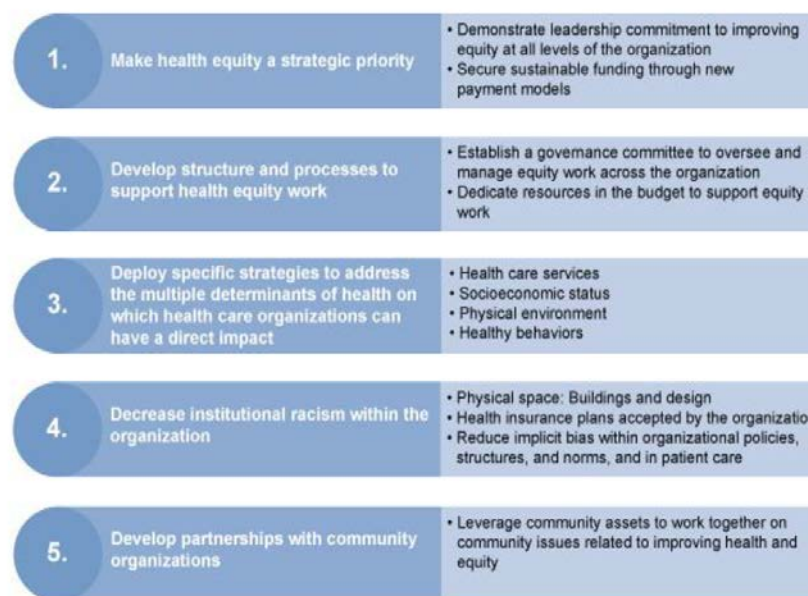 1.
Make health equity a strategic priority
• Demonstrate leadership commitment to improving
equity at all levels of the organization
• Secure sustainable funding through new
payment models
2.
Develop structure and processes to
support health equity work
• Establish a governance committee to oversee and
manage equity work across the organization
• Dedicate resources in the budget to support equity
work
3.
Deploy specific strategies to address
the multiple determinants of health on
which health care organizations can
have a direct impact
• Health care services
• Socioeconomic status
• Physical environment
• Healthy behaviors
4.
Decrease institutional racism within the
organization
• Physical space: Buildings and design
• Health insurance plans accepted by the organizatio
• Reduce implicit bias within organizational policies,
structures, and norms, and in patient care
5.
Develop partnerships with community
organizations
• Leverage community assets to work together on
community issues related to improving health and
equity